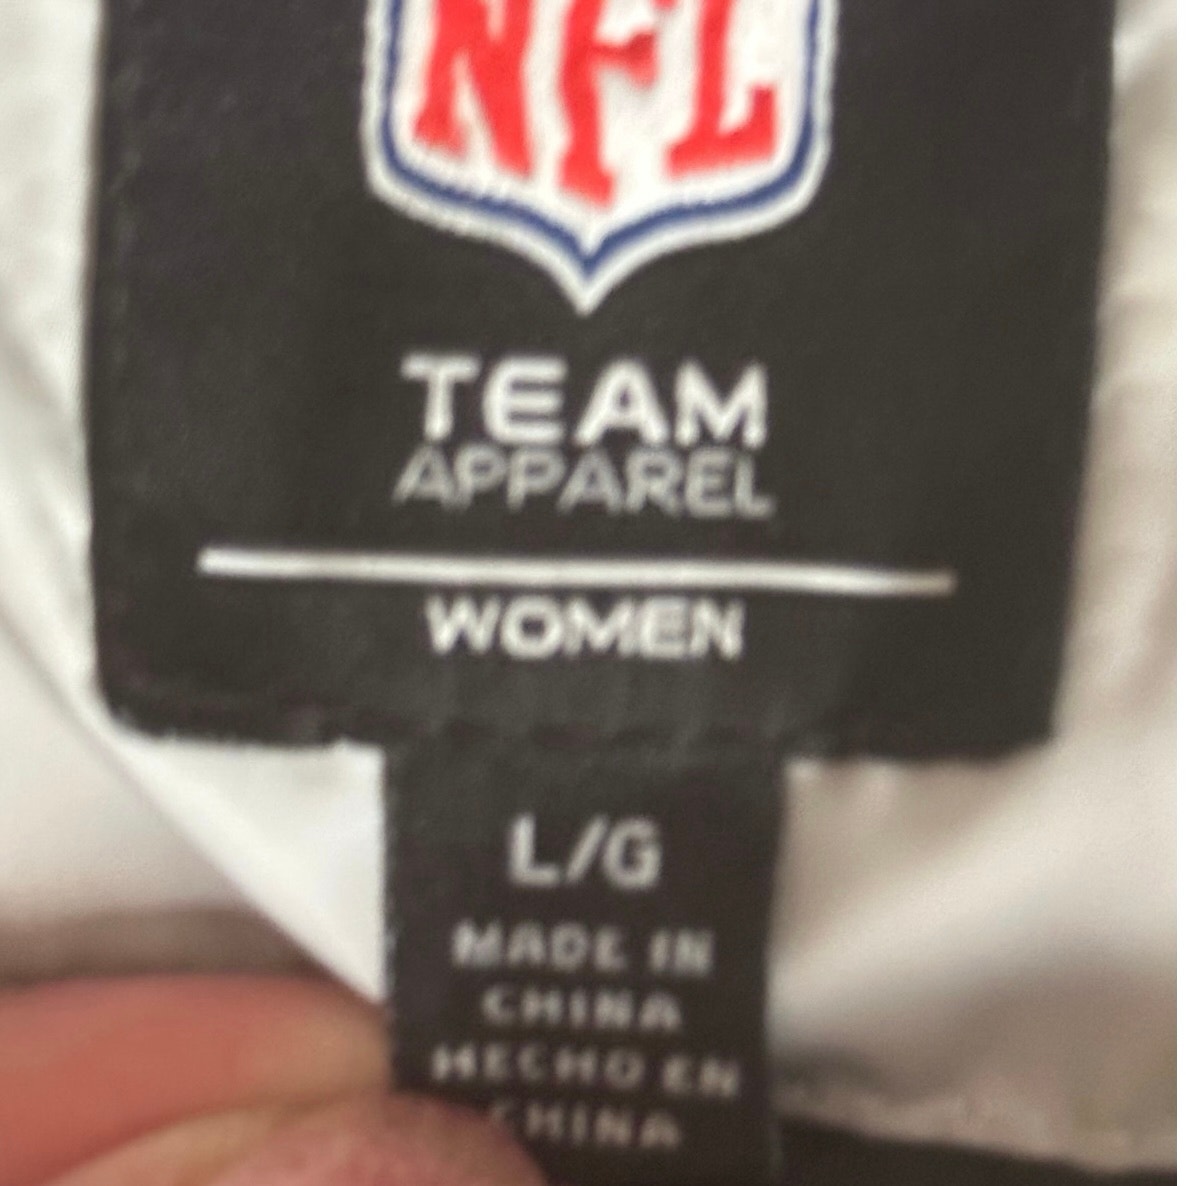 NFL
TEAM
APPAREL
WOMEN
L/G
MADE IN
CHINA
HECHO EN
CHINA